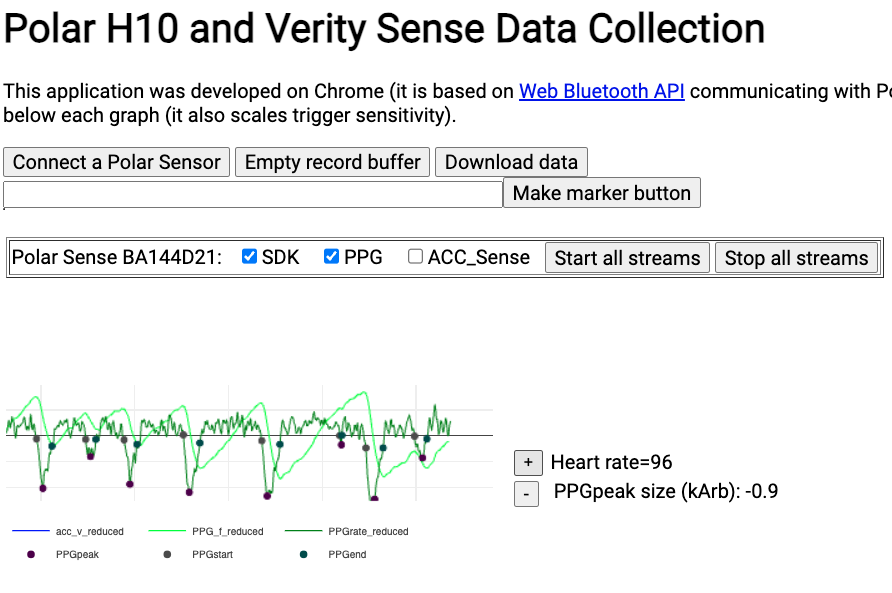 Polar H10 and Verity Sense Data Collection
This application was developed on Chrome (it is based on Web Bluetooth API communicating with Po
below each graph (it also scales trigger sensitivity).
Connect a Polar Sensor Empty record buffer Download data
Make marker button
Polar Sense BA144D21: SDK PPG ACC_Sense Start all streams Stop all streams
+ Heart rate=96
- PPGpeak size (kArb): -0.9
acc_v_reduced PPG_f_reduced PPGrate_reduced
PPGpeak PPGstart PPGend